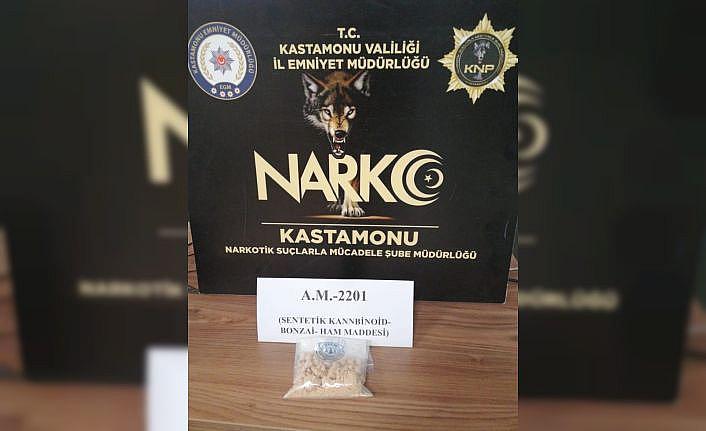 T.C.
KASTAMONU VALİLİĞİ
İL EMNİYET MÜDÜRLÜĞÜ
KASTAMONU EMNİYET MÜDÜRLÜĞÜ
EGM
KNP
NARKO
KASTAMONU
NARKOTİK SUÇLARLA MÜCADELE ŞUBE MÜDÜRLÜĞÜ
A.M.-2201
(SENTETİK KANNBİNOİD-
BONZAİ- HAM MADDESİ)